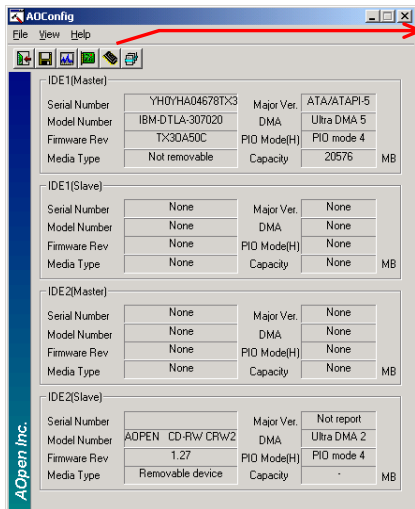 AOConfig
File View Help
IDE1(Master)
Serial Number YH0YHA04678TX3 Major Ver. ATA/ATAPI-5
Model Number IBM-DTLA-307020 DMA Ultra DMA 5
Firmware Rev TX3OA50C PIO Mode(H) PIO mode 4
Media Type Not removable Capacity 20576 MB
IDE1(Slave)
Serial Number None Major Ver. None
Model Number None DMA None
Firmware Rev None PIO Mode(H) None
Media Type None Capacity None MB
IDE2(Master)
Serial Number None Major Ver. None
Model Number None DMA None
Firmware Rev None PIO Mode(H) None
Media Type None Capacity None MB
IDE2(Slave)
Serial Number Major Ver. Not report
Model Number AOPEN CD-RW CRW2 DMA Ultra DMA 2
Firmware Rev 1.27 PIO Mode(H) PIO mode 4
Media Type Removable device Capacity - MB
AOpen Inc.